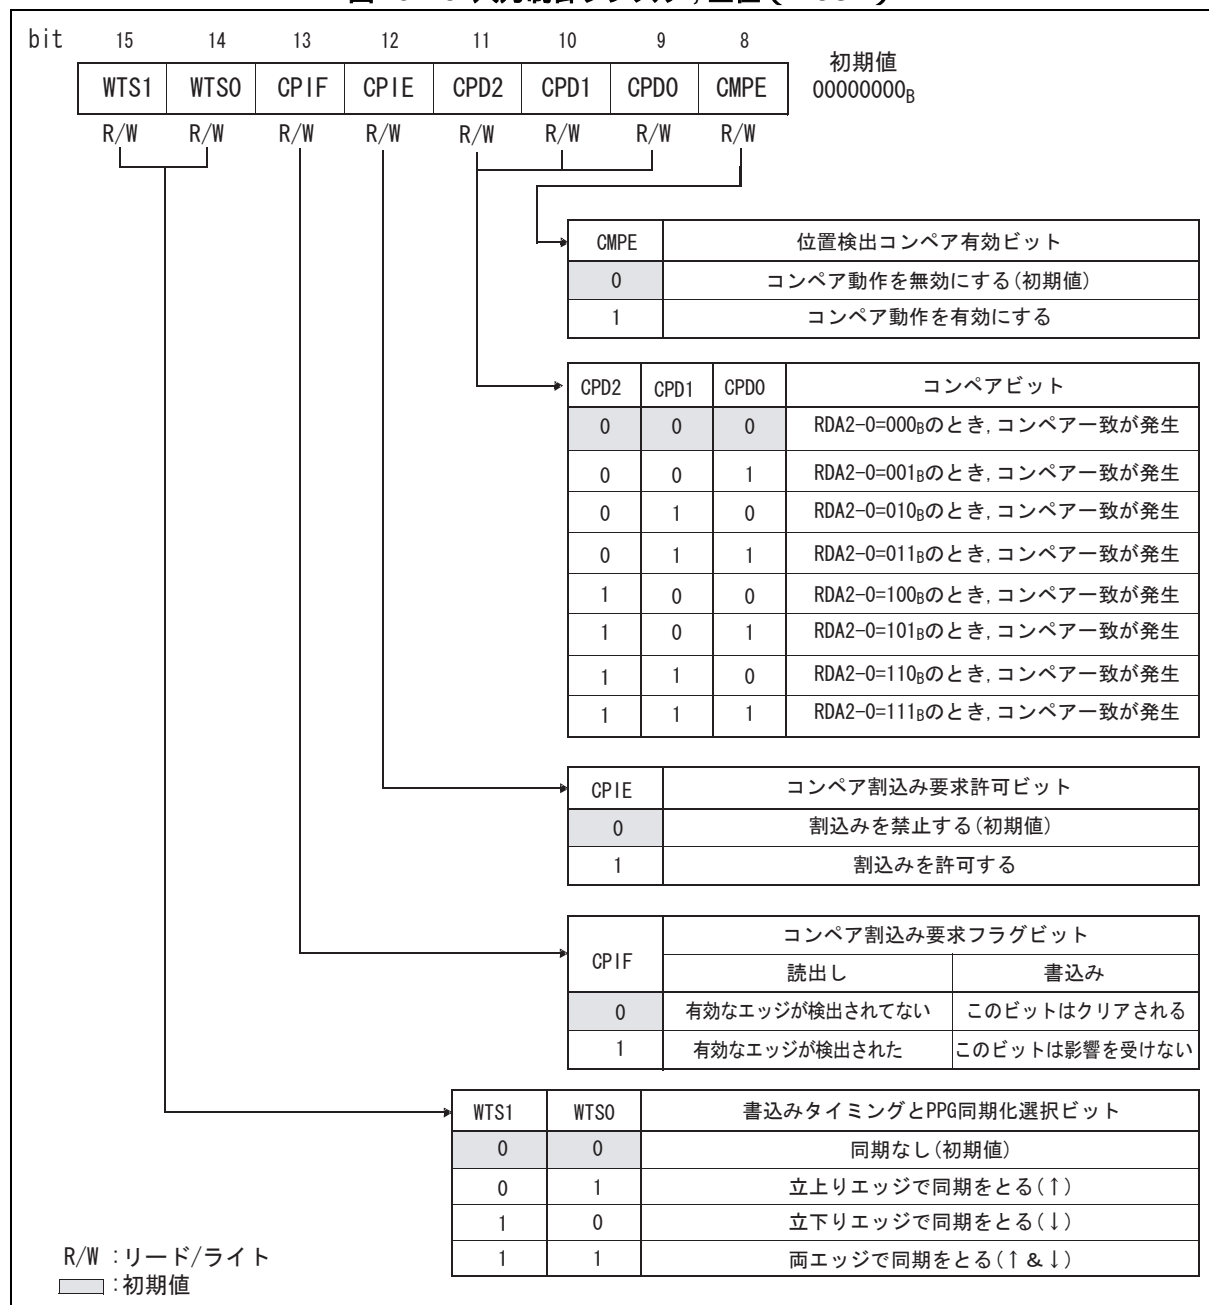 bit 15 14 13 12 11 10 9 8
WTS1 WTS0 CPIF CPIE CPD2 CPD1 CPD0 CMPE
初期値
00000000B
R/W R/W R/W R/W R/W R/W R/W R/W
CMPE 位置検出コンペア有効ビット
0 コンペア動作を無効にする(初期値)
1 コンペア動作を有効にする
CPD2 CPD1 CPD0 コンペアビット
0 0 0 RDA2-0=000Bのとき,コンペア一致が発生
0 0 1 RDA2-0=001Bのとき,コンペア一致が発生
0 1 0 RDA2-0=010Bのとき,コンペア一致が発生
0 1 1 RDA2-0=011Bのとき,コンペア一致が発生
1 0 0 RDA2-0=100Bのとき,コンペア一致が発生
1 0 1 RDA2-0=101Bのとき,コンペア一致が発生
1 1 0 RDA2-0=110Bのとき,コンペア一致が発生
1 1 1 RDA2-0=111Bのとき,コンペア一致が発生
CPIE コンペア割込み要求許可ビット
0 割込みを禁止する(初期値)
1 割込みを許可する
CPIF コンペア割込み要求フラグビット
読出し 書込み
0 有効なエッジが検出されてない このビットはクリアされる
1 有効なエッジが検出された このビットは影響を受けない
WTS1 WTS0 書込みタイミングとPPG同期化選択ビット
0 0 同期なし(初期値)
0 1 立上りエッジで同期をとる(↑)
1 0 立下りエッジで同期をとる(↓)
1 1 両エッジで同期をとる(↑&↓)
R/W :リード/ライト
:初期値